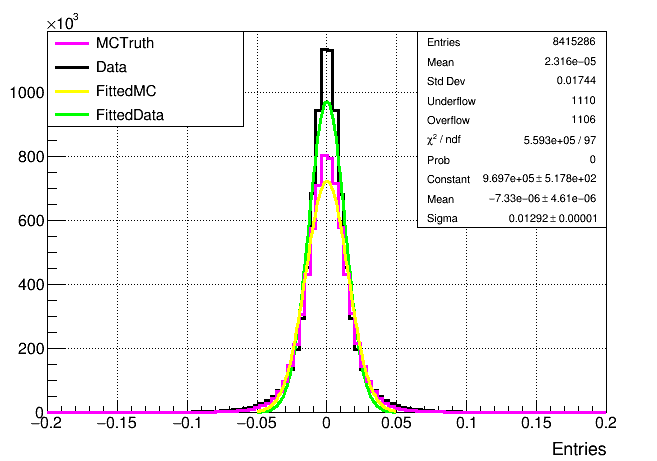 ×10³
MCTruth
Data
FittedMC
FittedData
Entries 8415286
Mean 2.316e−05
Std Dev 0.01744
Underflow 1110
Overflow 1106
χ² / ndf 5.593e+05 / 97
Prob 0
Constant 9.697e+05 ± 5.178e+02
Mean −7.33e−06 ± 4.61e−06
Sigma 0.01292 ± 0.00001
1000
800
600
400
200
0
−0.2 −0.15 −0.1 −0.05 0 0.05 0.1 0.15 0.2
Entries